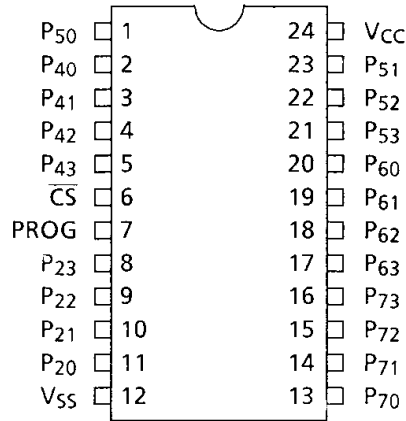 P50 1 24 VCC
P40 2 23 P51
P41 3 22 P52
P42 4 21 P53
P43 5 20 P60
C̅S̅ 6 19 P61
PROG 7 18 P62
P23 8 17 P63
P22 9 16 P73
P21 10 15 P72
P20 11 14 P71
VSS 12 13 P70